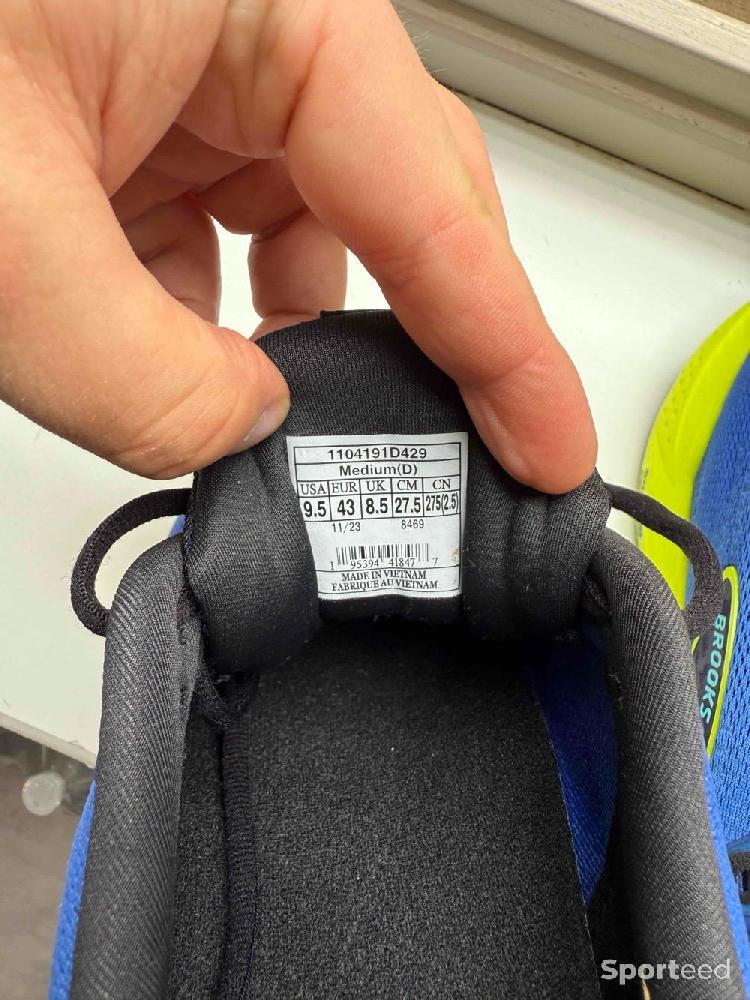 1104191D429
Medium(D)
USA EUR UK CM CN
9.5 43 8.5 27.5 275(2.5)
11/23 8469
1 95394 41847 7
MADE IN VIETNAM
FABRIQUE AU VIETNAM
BROOKS
Sporteed